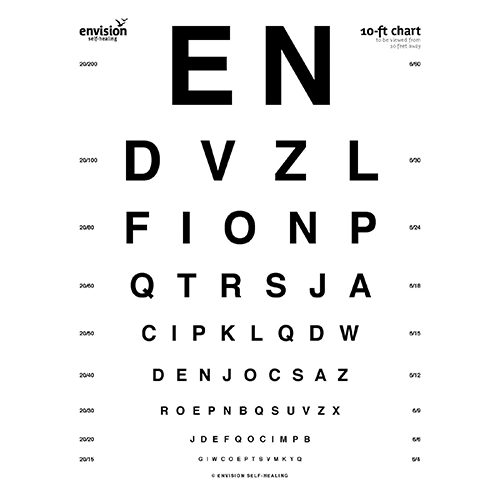 envision
self-healing
10-ft chart
to be viewed from
10 feet away
20/200 E N 6/60
20/100 D V Z L 6/30
20/80 F I O N P 6/24
20/60 Q T R S J A 6/18
20/50 C I P K L Q D W 6/15
20/40 D E N J O C S A Z 6/12
20/30 R O E P N B Q S U V Z X 6/9
20/20 J D E F Q O C I M P B 6/6
20/15 G I W C O E P T S V M K Y Q 6/4
© ENVISION SELF-HEALING